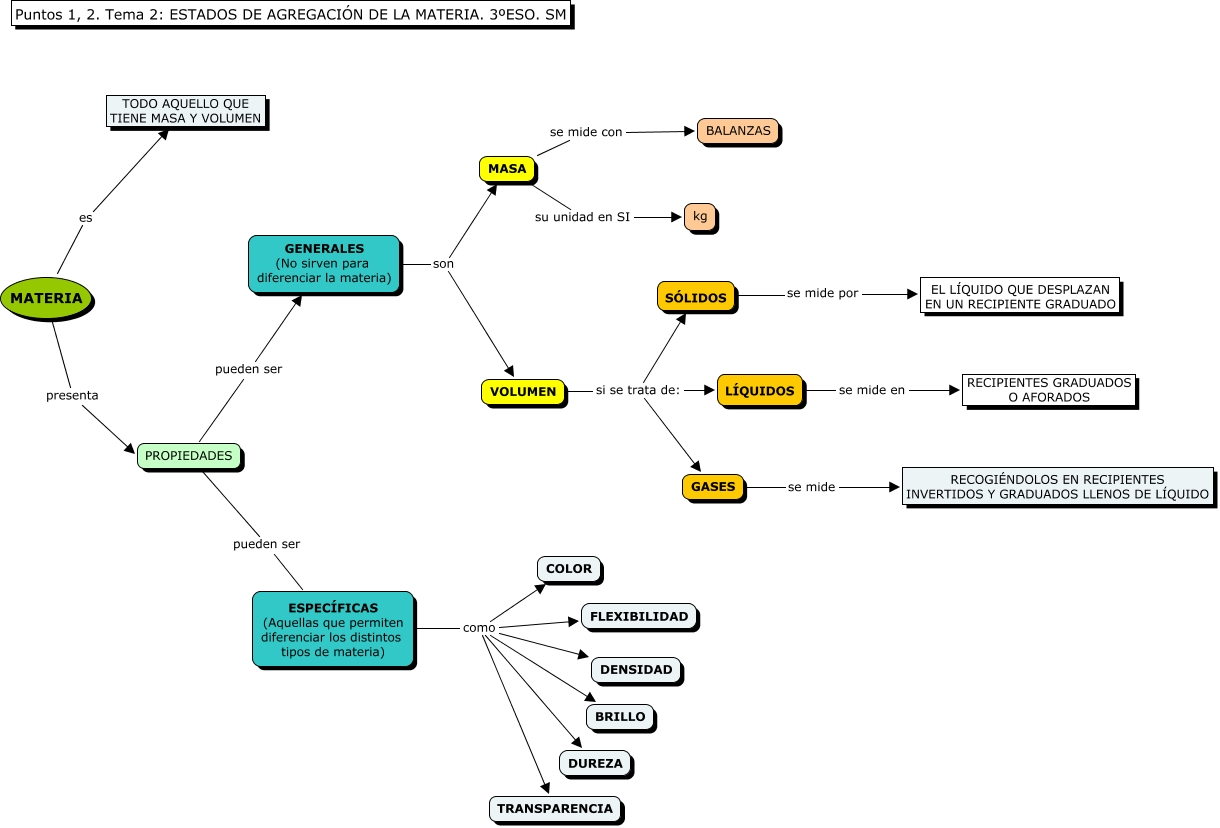 Puntos 1, 2. Tema 2: ESTADOS DE AGREGACIÓN DE LA MATERIA. 3ºESO. SM
TODO AQUELLO QUE
TIENE MASA Y VOLUMEN
es
MATERIA
presenta
PROPIEDADES
pueden ser
GENERALES
(No sirven para
diferenciar la materia)
son
MASA
se mide con
BALANZAS
su unidad en SI
kg
VOLUMEN
si se trata de:
SÓLIDOS
se mide por
EL LÍQUIDO QUE DESPLAZAN
EN UN RECIPIENTE GRADUADO
LÍQUIDOS
se mide en
RECIPIENTES GRADUADOS
O AFORADOS
GASES
se mide
RECOGIÉNDOLOS EN RECIPIENTES
INVERTIDOS Y GRADUADOS LLENOS DE LÍQUIDO
pueden ser
ESPECÍFICAS
(Aquellas que permiten
diferenciar los distintos
tipos de materia)
como
COLOR
FLEXIBILIDAD
DENSIDAD
BRILLO
DUREZA
TRANSPARENCIA